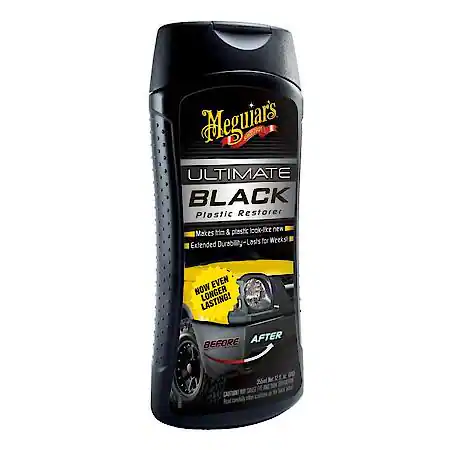 Meguiar's
ULTIMATE
BLACK
Plastic Restorer
Makes trim & plastic look-like new
Extended Durability-Lasts for Weeks!
NOW EVEN
LONGER
LASTING!
BEFORE
AFTER